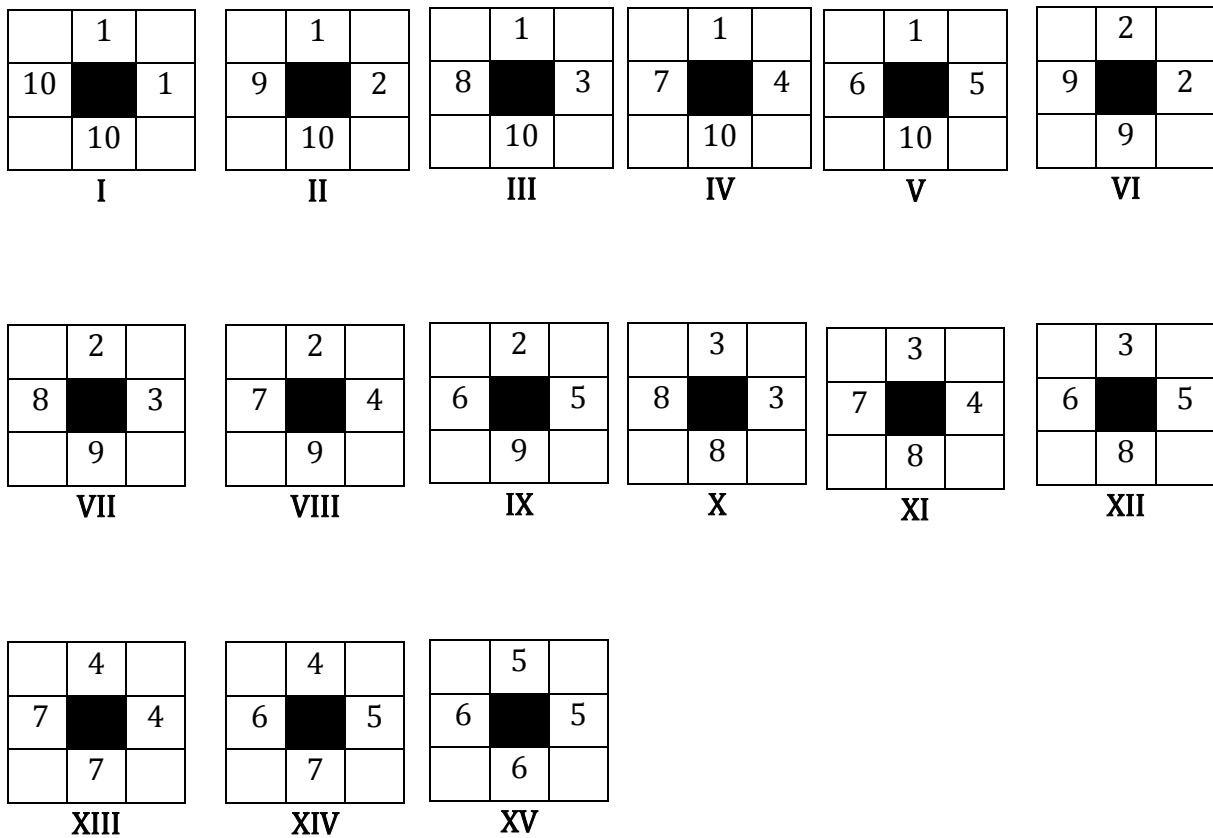 1 1 1 1 1 2
10 1 9 2 8 3 7 4 6 5 9 2
10 10 10 10 10 9
I II III IV V VI
2 2 2 3 3 3
8 3 7 4 6 5 8 3 7 4 6 5
9 9 9 8 8 8
VII VIII IX X XI XII
4 4 5
7 4 6 5 6 5
7 7 6
XIII XIV XV